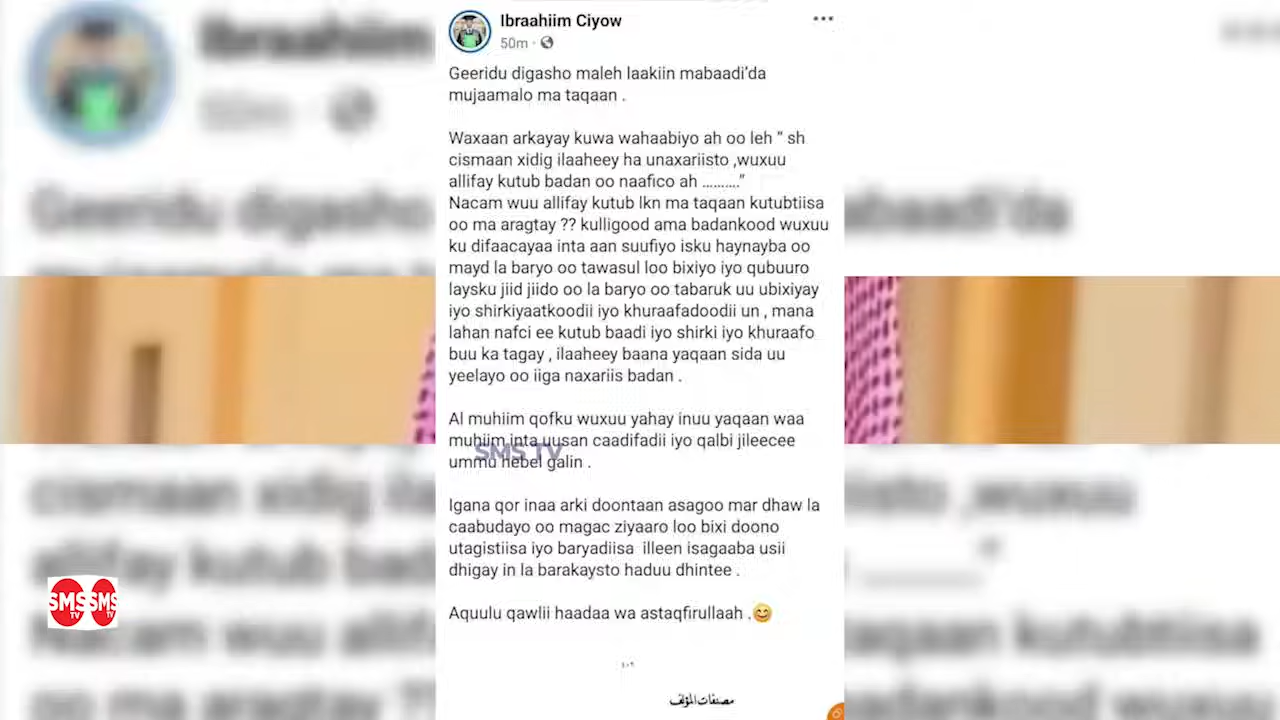 Ibraahiim Ciyow
50m
Geeridu digasho maleh laakiin mabaadi'da
mujaamalo ma taqaan .
Waxaan arkayay kuwa wahaabiyo ah oo leh " sh
cismaan xidig ilaaheey ha unaxariisto ,wuxuu
allifay kutub badan oo naafico ah ..........”
Nacam wuu allifay kutub lkn ma taqaan kutubtiisa
oo ma aragtay ?? kulligood ama badankood wuxuu
ku difaacayaa inta aan suufiyo isku haynayba oo
mayd la baryo oo tawasul loo bixiyo iyo qubuuro
laysku jiid jiido oo la baryo oo tabaruk uu ubixiyay
iyo shirkiyaatkoodii iyo khuraafadoodii un , mana
lahan nafci ee kutub baadi iyo shirki iyo khuraafo
buu ka tagay , ilaaheey baana yaqaan sida uu
yeelayo oo iiga naxariis badan .
Al muhiim qofku wuxuu yahay inuu yaqaan waa
muhiim inta uusan caadifadii iyo qalbi jileecee
ummu hebel galin .
SMS TV
Igana qor inaa arki doontaan asagoo mar dhaw la
caabudayo oo magac ziyaaro loo bixi doono
utagistiisa iyo baryadiisa illeen isagaaba usii
dhigay in la barakaysto haduu dhintee .
Aquulu qawlii haadaa wa astaqfirullaah .😊
١٠٩
مصنفات المؤلف
SMS TV SMS TV